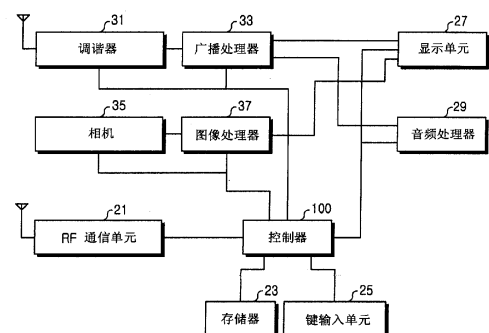 31
调谐器
33
广播处理器
27
显示单元
35
相机
37
图像处理器
29
音频处理器
21
RF 通信单元
100
控制器
23
存储器
25
键输入单元